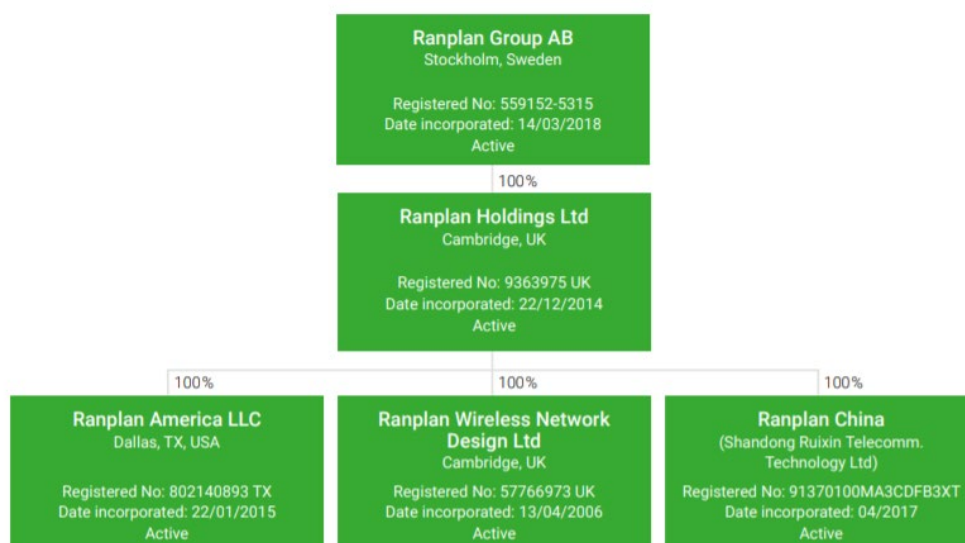 Ranplan Group AB
Stockholm, Sweden
Registered No: 559152-5315
Date incorporated: 14/03/2018
Active
100%
Ranplan Holdings Ltd
Cambridge, UK
Registered No: 9363975 UK
Date incorporated: 22/12/2014
Active
100%
100%
100%
Ranplan America LLC
Dallas, TX, USA
Registered No: 802140893 TX
Date incorporated: 22/01/2015
Active
Ranplan Wireless Network
Design Ltd
Cambridge, UK
Registered No: 57766973 UK
Date incorporated: 13/04/2006
Active
Ranplan China
(Shandong Ruixin Telecomm.
Technology Ltd)
Registered No: 91370100MA3CDFB3XT
Date incorporated: 04/2017
Active